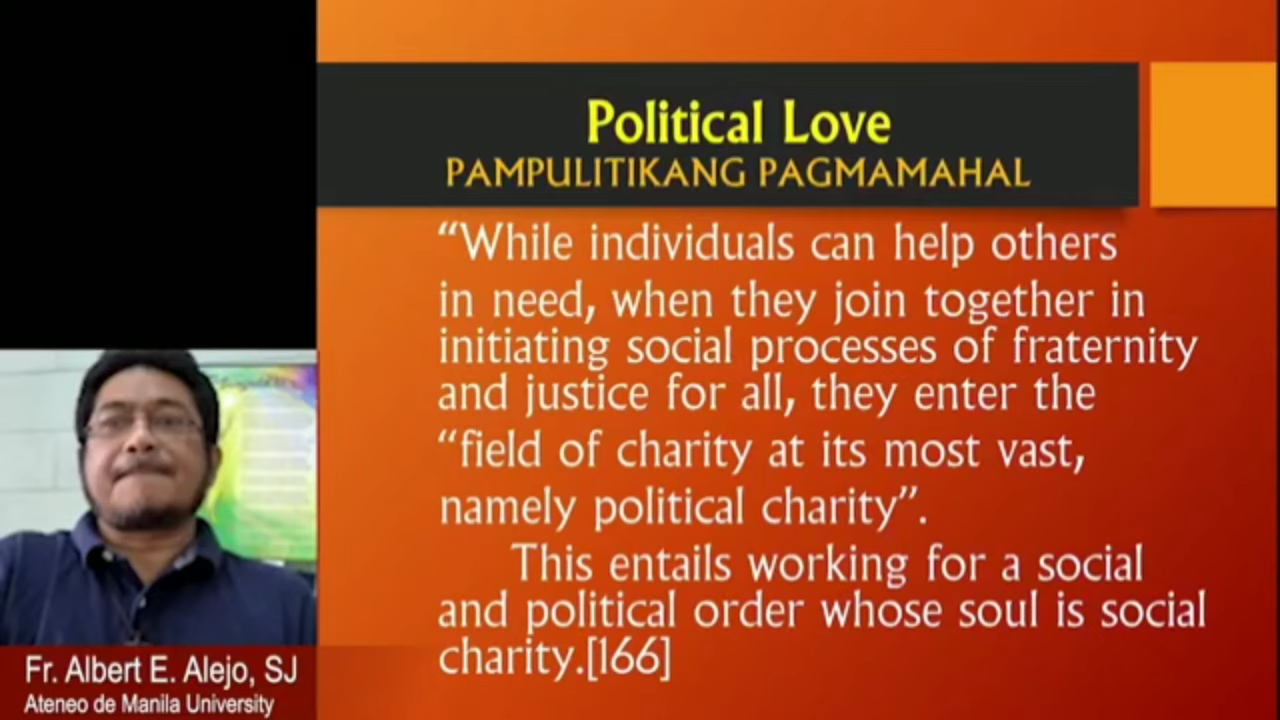 Political Love
PAMPULITIKANG PAGMAMAHAL
“While individuals can help others
in need, when they join together in
initiating social processes of fraternity
and justice for all, they enter the
“field of charity at its most vast,
namely political charity”.
This entails working for a social
and political order whose soul is social
charity.[166]
Fr. Albert E. Alejo, SJ
Ateneo de Manila University